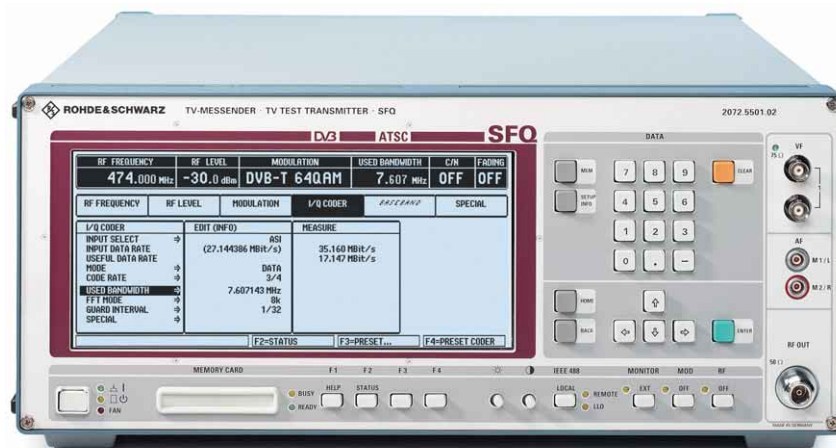 ROHDE&SCHWARZ TV-MESSENDER · TV TEST TRANSMITTER · SFQ 2072.5501.02
DVB ATSC SFQ
DATA
RF FREQUENCY RF LEVEL MODULATION USED BANDWIDTH C/N FADING
474.000 MHz -30.0 dBm DVB-T 64QAM 7.607 MHz OFF OFF
RF FREQUENCY RF LEVEL MODULATION I/Q CODER BASEBAND SPECIAL
I/Q CODER EDIT (INFO) MEASURE
INPUT SELECT ASI
INPUT DATA RATE (27.144386 MBit/s) 35.160 MBit/s
USEFUL DATA RATE 17.147 MBit/s
MODE DATA
CODE RATE 3/4
USED BANDWIDTH 7.607143 MHz
FFT MODE 8k
GUARD INTERVAL 1/32
SPECIAL
F2=STATUS F3=PRESET... F4=PRESET CODER
MEM 7 8 9 CLEAR
SETUP INFO 4 5 6
1 2 3
0 . −
HOME
BACK ENTER
VF
75 Ω
1
AF
M1/L
M2/R
RF OUT
50 Ω
MADE IN GERMANY
MEMORY CARD F1 F2 F3 F4 IEEE 488 MONITOR MOD RF
FAN
BUSY
READY
HELP STATUS
LOCAL REMOTE EXT OFF OFF
LLO